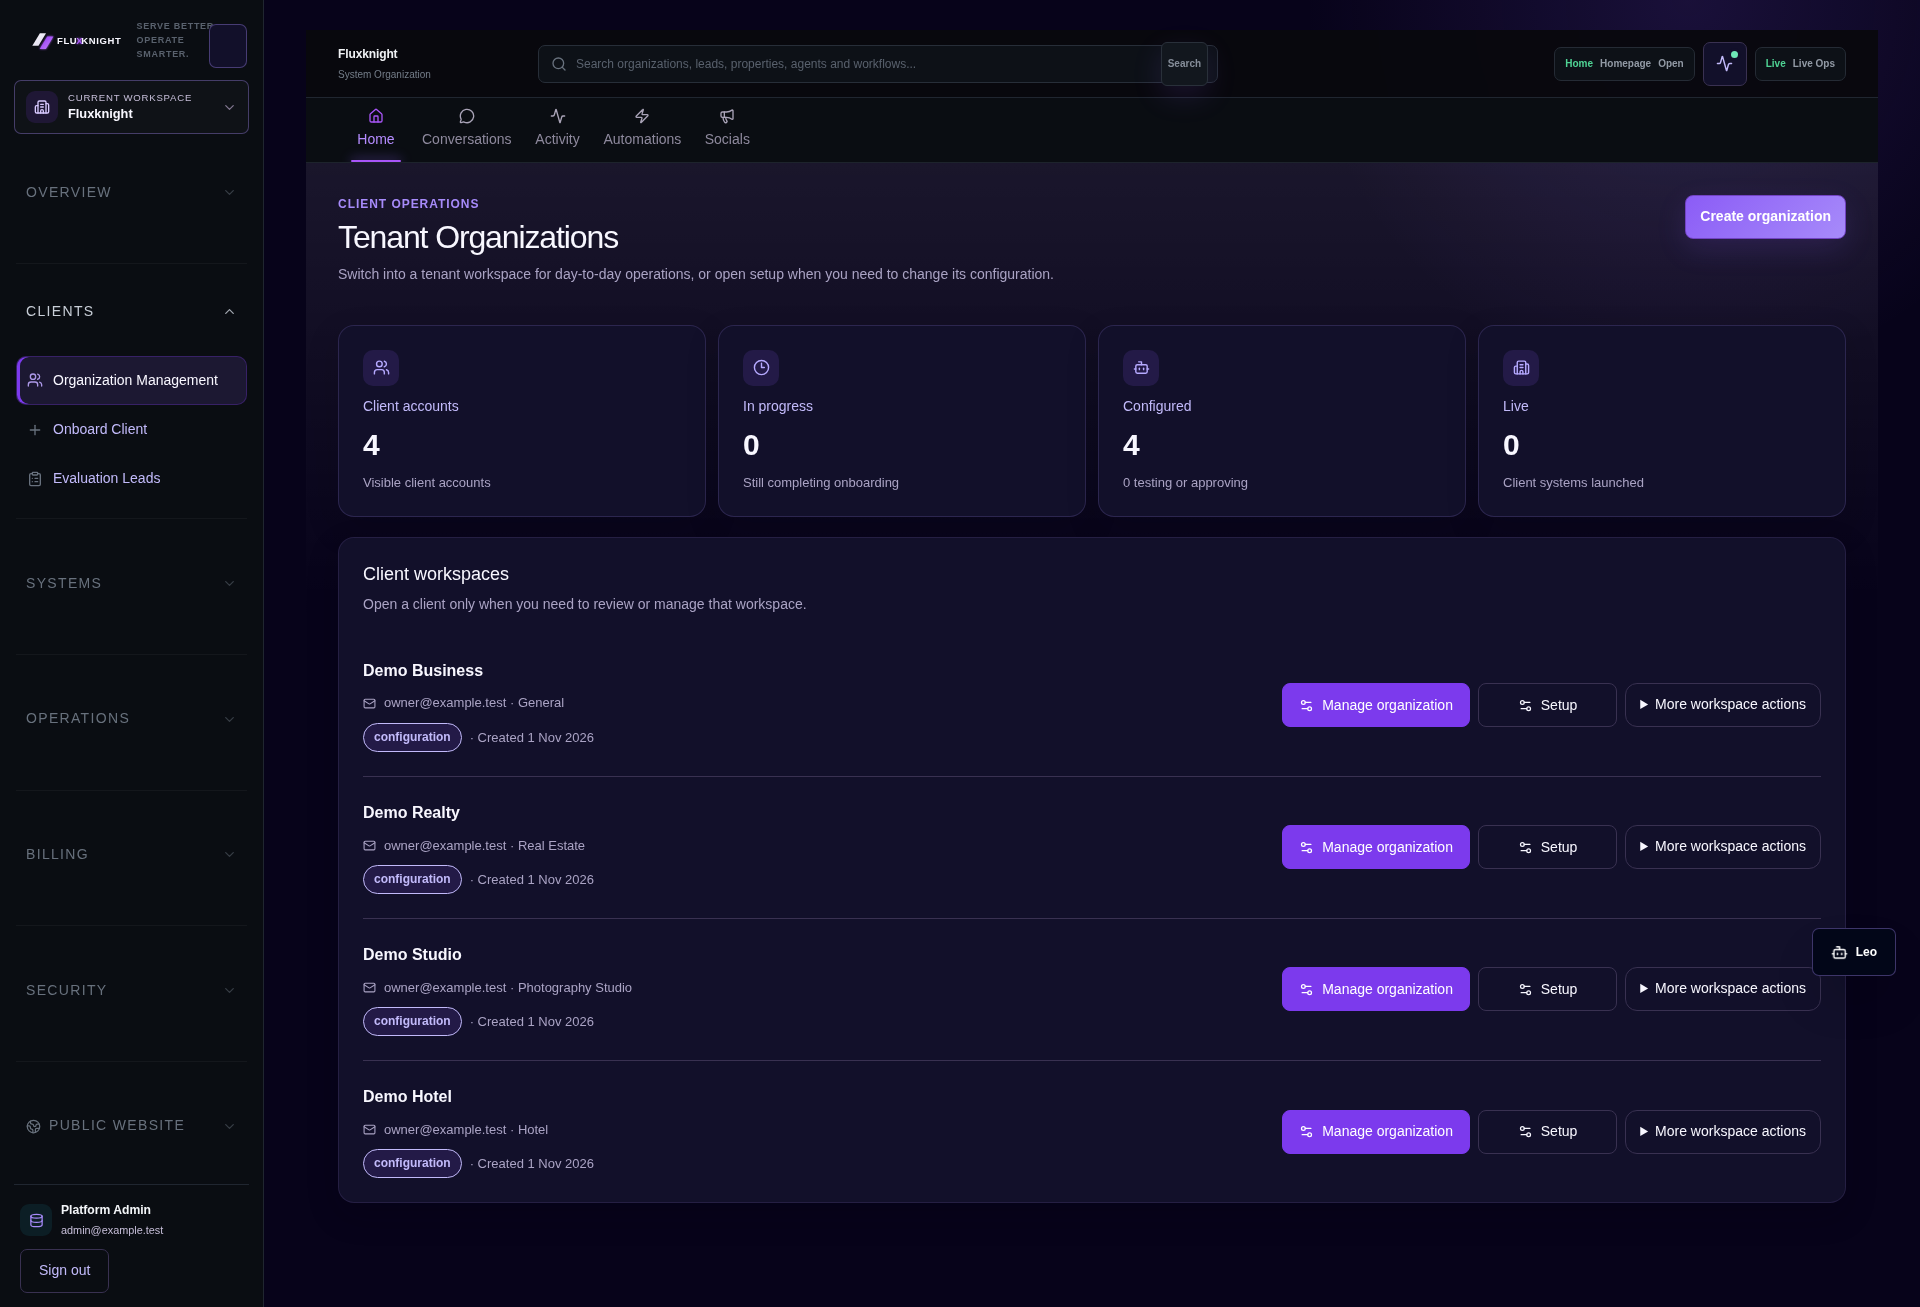 FLUXKNIGHT
SERVE BETTER
OPERATE
SMARTER.
CURRENT WORKSPACE
Fluxknight
OVERVIEW
CLIENTS
Organization Management
Onboard Client
Evaluation Leads
SYSTEMS
OPERATIONS
BILLING
SECURITY
PUBLIC WEBSITE
Platform Admin
admin@example.test
Sign out
Fluxknight
System Organization
Search organizations, leads, properties, agents and workflows...
Search
Home Homepage Open
Live Live Ops
Home
Conversations
Activity
Automations
Socials
CLIENT OPERATIONS
Tenant Organizations
Switch into a tenant workspace for day-to-day operations, or open setup when you need to change its configuration.
Create organization
Client accounts
4
Visible client accounts
In progress
0
Still completing onboarding
Configured
4
0 testing or approving
Live
0
Client systems launched
Client workspaces
Open a client only when you need to review or manage that workspace.
Demo Business
owner@example.test · General
configuration · Created 1 Nov 2026
Manage organization
Setup
More workspace actions
Demo Realty
owner@example.test · Real Estate
configuration · Created 1 Nov 2026
Manage organization
Setup
More workspace actions
Demo Studio
owner@example.test · Photography Studio
configuration · Created 1 Nov 2026
Manage organization
Setup
More workspace actions
Leo
Demo Hotel
owner@example.test · Hotel
configuration · Created 1 Nov 2026
Manage organization
Setup
More workspace actions